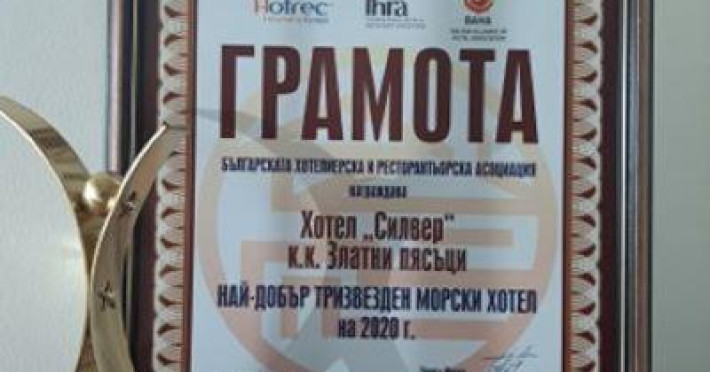 Hotrec
Ihra
BAHA
ГРАМОТА
БЪЛГАРСКАТА ХОТЕЛИЕРСКА И РЕСТОРАНТЬОРСКА АСОЦИАЦИЯ
награждава
Хотел „Силвер“
к.к. Златни пясъци
НАЙ-ДОБЪР ТРИЗВЕЗДЕН МОРСКИ ХОТЕЛ
на 2020 г.